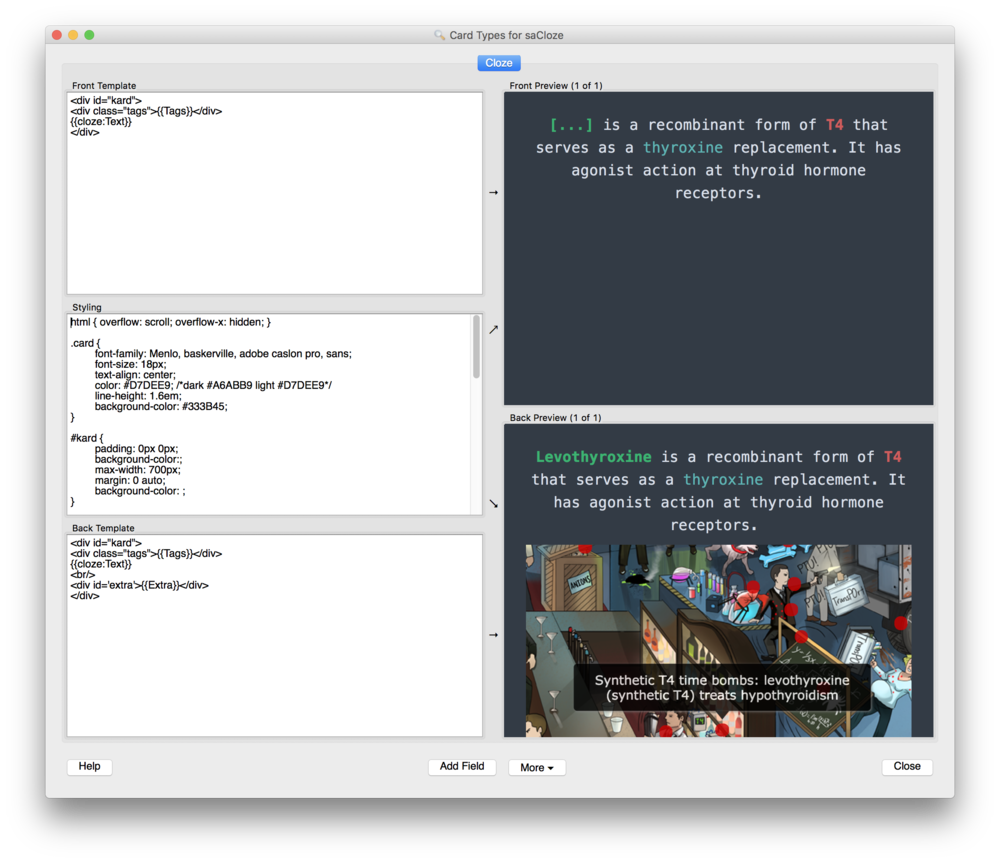 Card Types for saCloze
Cloze
Front Template
<div id="kard">
<div class="tags">{{Tags}}</div>
{{cloze:Text}}
</div>
Styling
html { overflow: scroll; overflow-x: hidden; }
.card {
font-family: Menlo, baskerville, adobe caslon pro, sans;
font-size: 18px;
text-align: center;
color: #D7DEE9; /*dark #A6ABB9 light #D7DEE9*/
line-height: 1.6em;
background-color: #333B45;
}
#kard {
padding: 0px 0px;
background-color:;
max-width: 700px;
margin: 0 auto;
background-color: ;
}
Back Template
<div id="kard">
<div class="tags">{{Tags}}</div>
{{cloze:Text}}
<br/>
<div id='extra'>{{Extra}}</div>
</div>
→
↗
↘
→
Front Preview (1 of 1)
[...] is a recombinant form of T4 that
serves as a thyroxine replacement. It has
agonist action at thyroid hormone
receptors.
Back Preview (1 of 1)
Levothyroxine is a recombinant form of T4
that serves as a thyroxine replacement. It
has agonist action at thyroid hormone
receptors.
ANIONS
PTU!
PTU!
PTU!
TransPOrt
Synthetic T4 time bombs: levothyroxine
(synthetic T4) treats hypothyroidism
Help
Add Field
More
Close